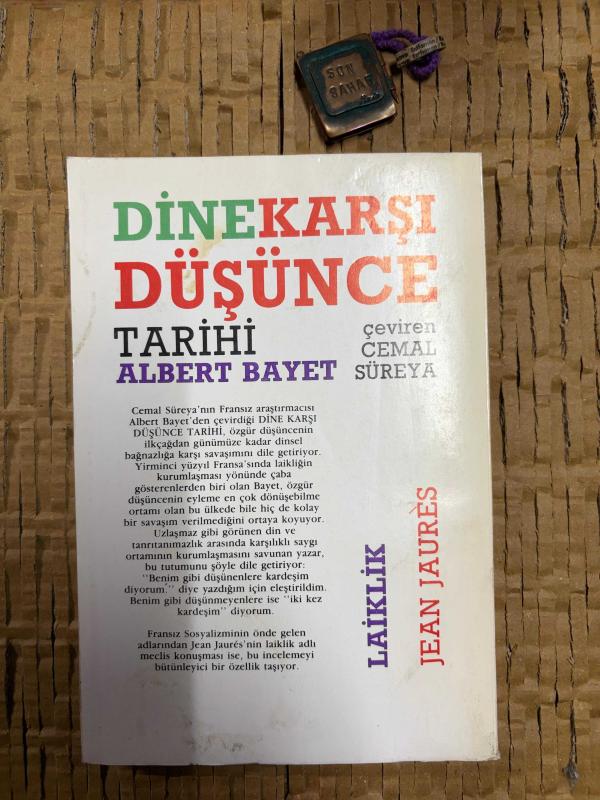 SON
SAHAF
DİNE KARŞI
DÜŞÜNCE
TARİHİ
ALBERT BAYET
çeviren
CEMAL
SÜREYA
Cemal Süreya'nın Fransız araştırmacısı
Albert Bayet'den çevirdiği DİNE KARŞI
DÜŞÜNCE TARİHİ, özgür düşüncenin
ilkçağdan günümüze kadar dinsel
bağnazlığa karşı savaşımını dile getiriyor.
Yirminci yüzyıl Fransa'sında laikliğin
kurumlaşması yönünde çaba
gösterenlerden biri olan Bayet, özgür
düşüncenin eyleme en çok dönüşebilme
ortamı olan bu ülkede bile hiç de kolay
bir savaşım verilmediğini ortaya koyuyor.
Uzlaşmaz gibi görünen din ve
tanrıtanımazlık arasında karşılıklı saygı
ortamının kurumlaşmasını savunan yazar,
bu tutumunu şöyle dile getiriyor:
''Benim gibi düşünenlere kardeşim
diyorum.'' diye yazdığım için eleştirildim.
Benim gibi düşünmeyenlere ise ''iki kez
kardeşim'' diyorum.
Fransız Sosyalizminin önde gelen
adlarından Jean Jaurés'nin laiklik adlı
meclis konuşması ise, bu incelemeyi
bütünleyici bir özellik taşıyor.
LAİKLİK
JEAN JAURÈS